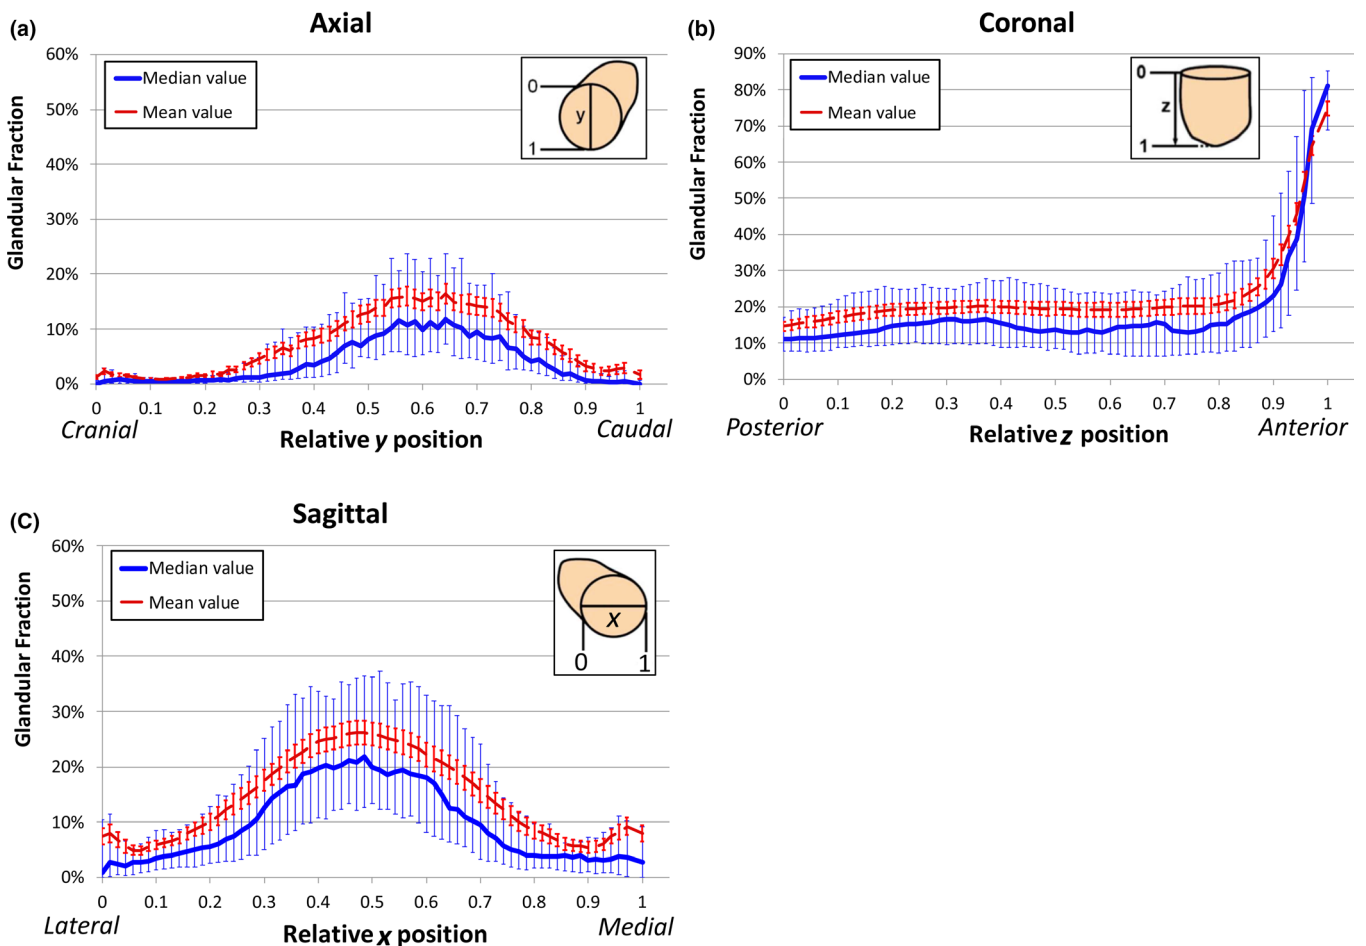 (a)
Axial
60%
50%
40%
30%
20%
10%
0%
Glandular Fraction
Median value
Mean value
0
y
1
0 0.1 0.2 0.3 0.4 0.5 0.6 0.7 0.8 0.9 1
Cranial
Relative y position
Caudal
(b)
Coronal
90%
80%
70%
60%
50%
40%
30%
20%
10%
0%
Glandular Fraction
Median value
Mean value
0
z
1
0 0.1 0.2 0.3 0.4 0.5 0.6 0.7 0.8 0.9 1
Posterior
Relative z position
Anterior
(C)
Sagittal
60%
50%
40%
30%
20%
10%
0%
Glandular Fraction
Median value
Mean value
x
0 1
0 0.1 0.2 0.3 0.4 0.5 0.6 0.7 0.8 0.9 1
Lateral
Relative x position
Medial